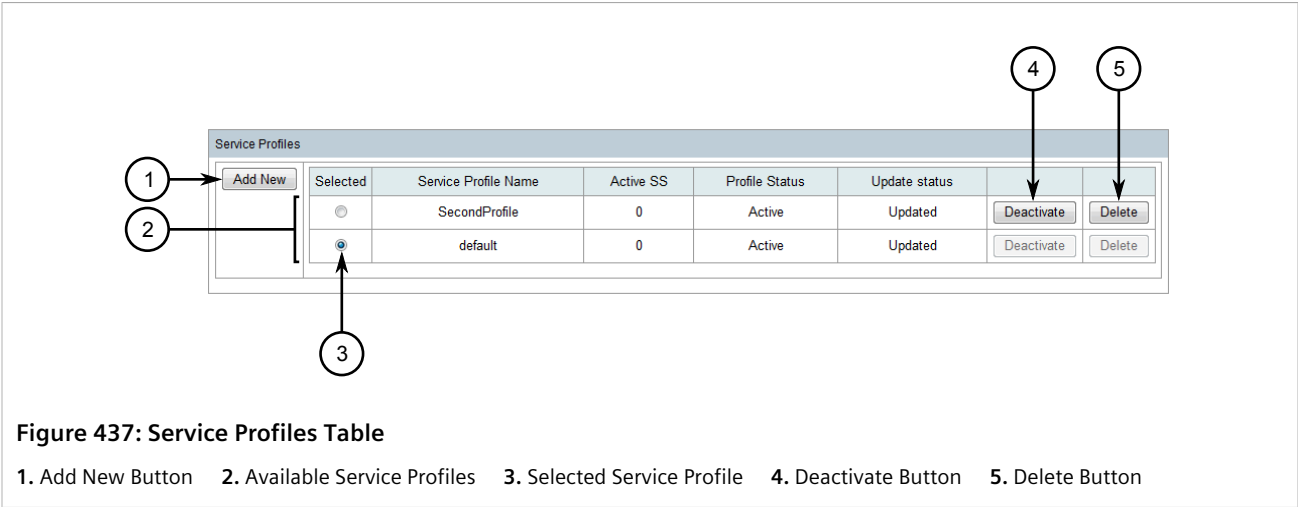 4 5
Service Profiles
1 Add New Selected Service Profile Name Active SS Profile Status Update status
2 SecondProfile 0 Active Updated Deactivate Delete
default 0 Active Updated Deactivate Delete
3
Figure 437: Service Profiles Table
1. Add New Button 2. Available Service Profiles 3. Selected Service Profile 4. Deactivate Button 5. Delete Button